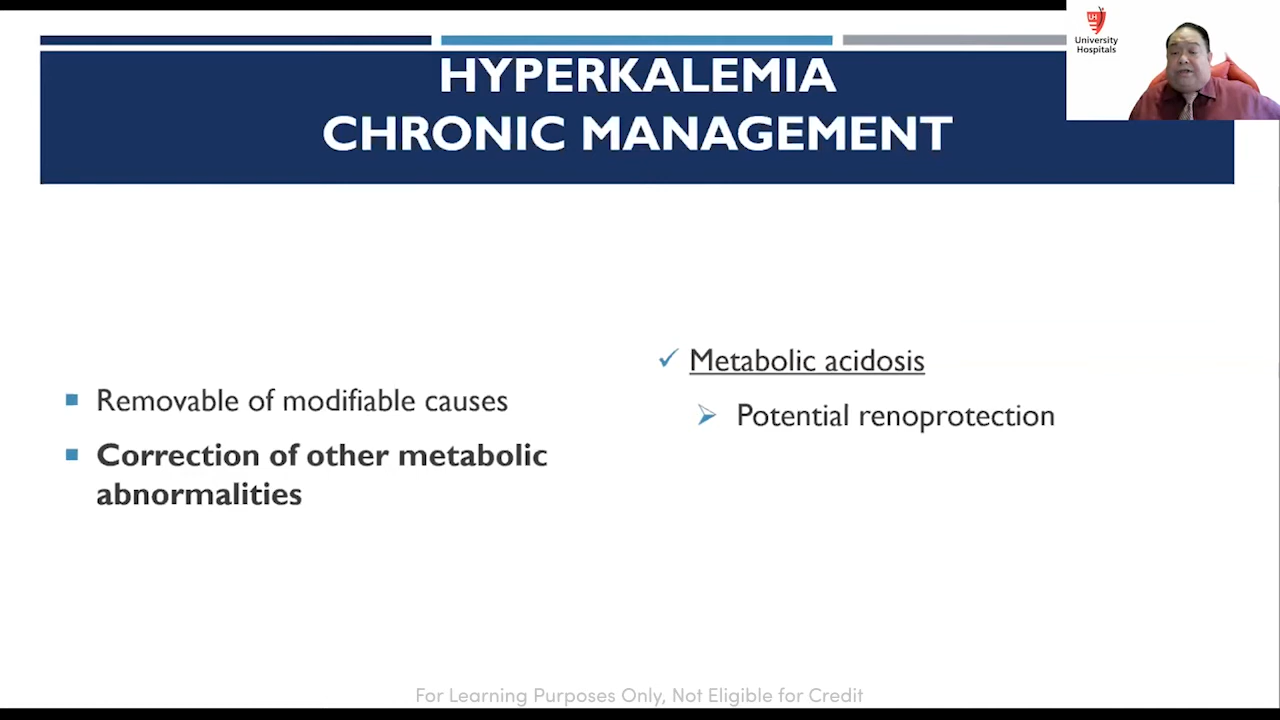 HYPERKALEMIA
CHRONIC MANAGEMENT
UH
University
Hospitals
Removable of modifiable causes
Correction of other metabolic
abnormalities
Metabolic acidosis
Potential renoprotection
For Learning Purposes Only, Not Eligible for Credit